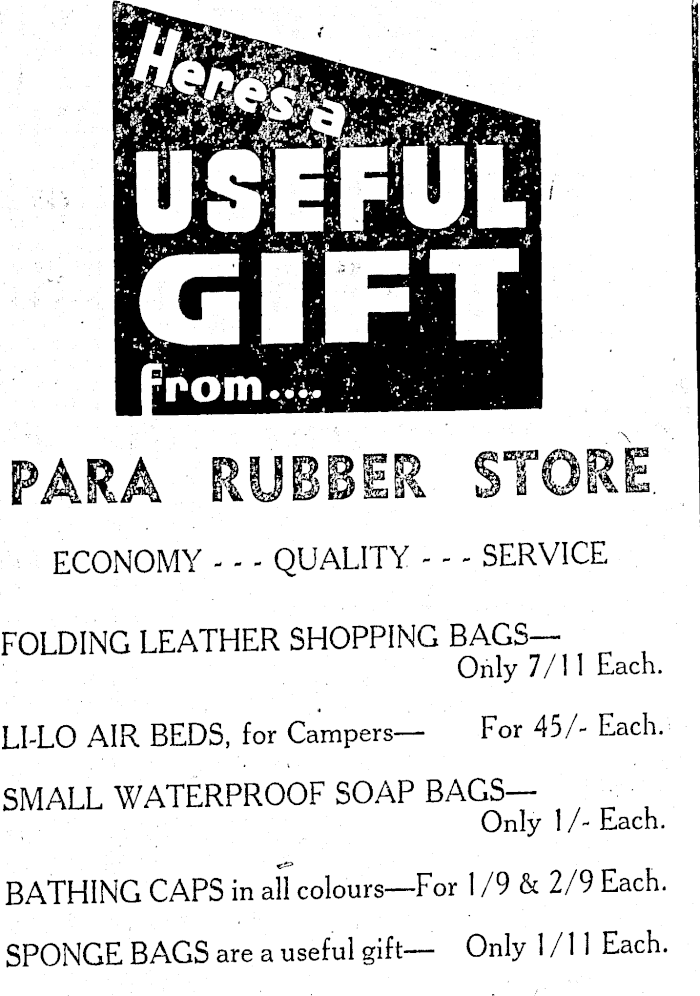 Here's a
USEFUL
GIFT
from....
PARA RUBBER STORE
ECONOMY - - - QUALITY - - - SERVICE
FOLDING LEATHER SHOPPING BAGS—
Only 7/11 Each.
LI-LO AIR BEDS, for Campers— For 45/- Each.
SMALL WATERPROOF SOAP BAGS—
Only 1/- Each.
BATHING CAPS in all colours—For 1/9 & 2/9 Each.
SPONGE BAGS are a useful gift— Only 1/11 Each.